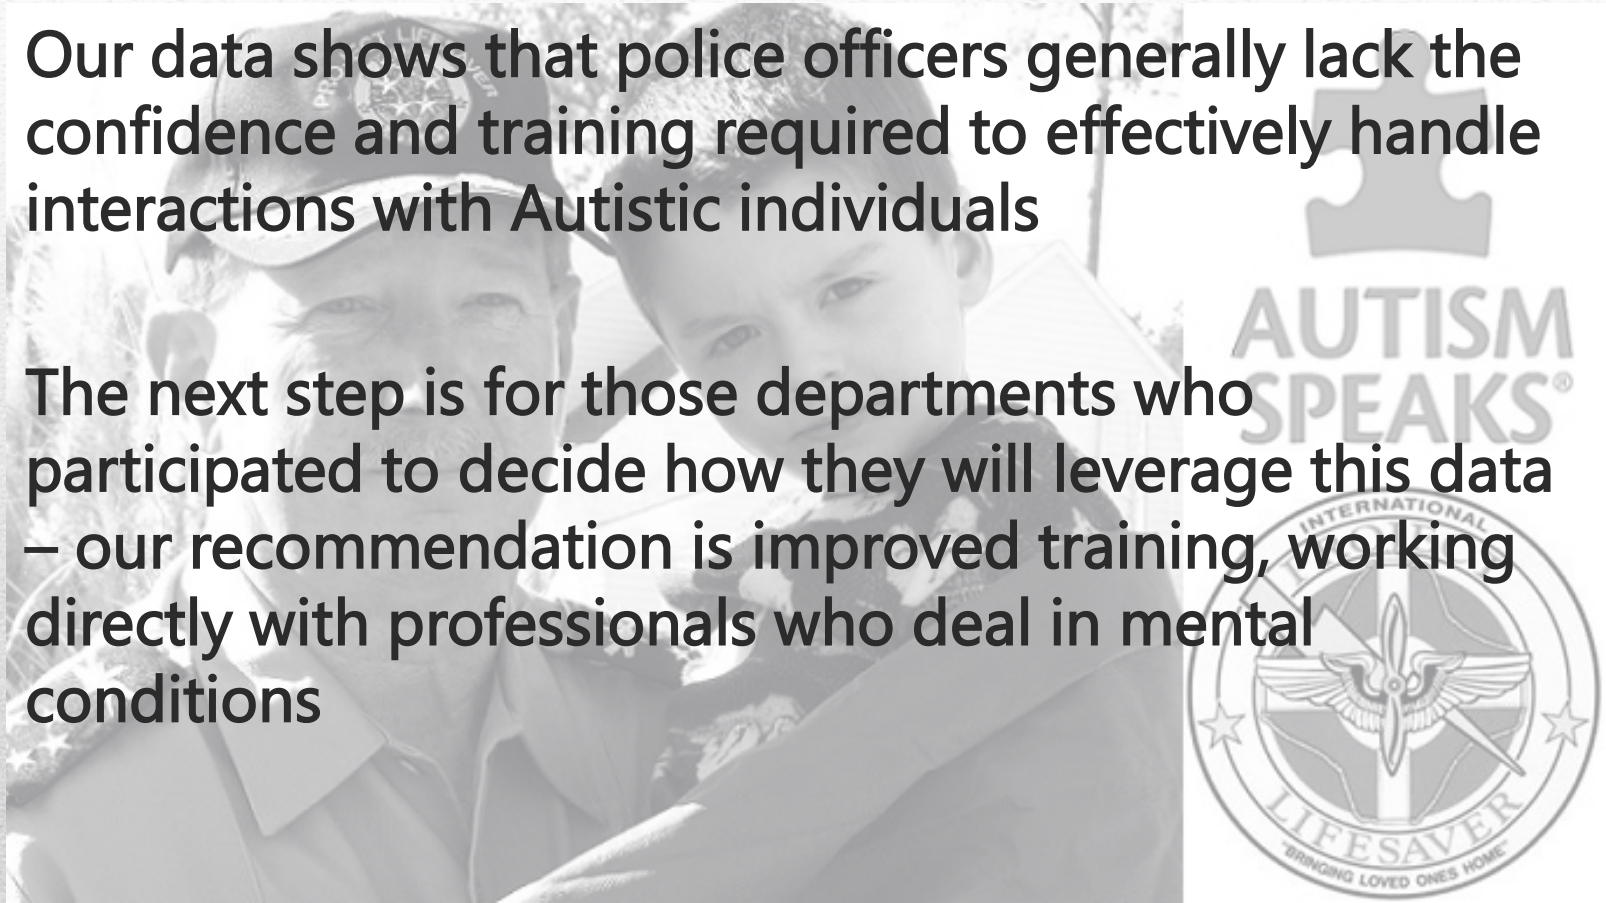 Our data shows that police officers generally lack the
confidence and training required to effectively handle
interactions with Autistic individuals
The next step is for those departments who
participated to decide how they will leverage this data
– our recommendation is improved training, working
directly with professionals who deal in mental
conditions
LIFESAVER
AUTISM
SPEAKS®
INTERNATIONAL
LIFESAVER
"BRINGING LOVED ONES HOME"